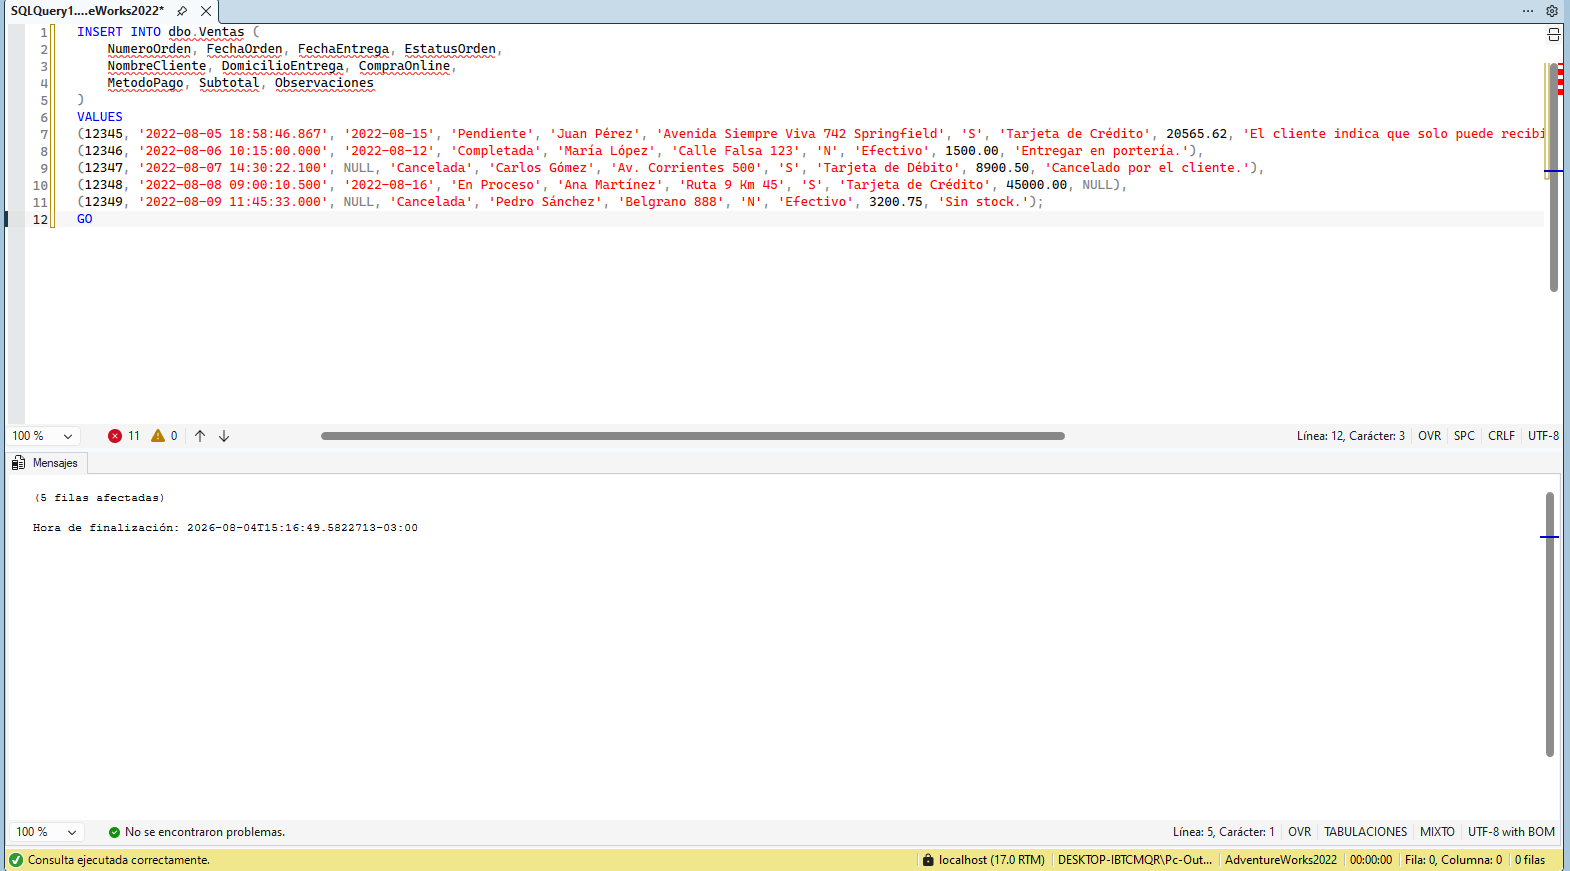 SQLQuery1....eWorks2022*
1 INSERT INTO dbo.Ventas (
2 NumeroOrden, FechaOrden, FechaEntrega, EstatusOrden,
3 NombreCliente, DomicilioEntrega, CompraOnline,
4 MetodoPago, Subtotal, Observaciones
5 )
6 VALUES
7 (12345, '2022-08-05 18:58:46.867', '2022-08-15', 'Pendiente', 'Juan Pérez', 'Avenida Siempre Viva 742 Springfield', 'S', 'Tarjeta de Crédito', 20565.62, 'El cliente indica que solo puede recibi
8 (12346, '2022-08-06 10:15:00.000', '2022-08-12', 'Completada', 'María López', 'Calle Falsa 123', 'N', 'Efectivo', 1500.00, 'Entregar en portería.'),
9 (12347, '2022-08-07 14:30:22.100', NULL, 'Cancelada', 'Carlos Gómez', 'Av. Corrientes 500', 'S', 'Tarjeta de Débito', 8900.50, 'Cancelado por el cliente.'),
10 (12348, '2022-08-08 09:00:10.500', '2022-08-16', 'En Proceso', 'Ana Martínez', 'Ruta 9 Km 45', 'S', 'Tarjeta de Crédito', 45000.00, NULL),
11 (12349, '2022-08-09 11:45:33.000', NULL, 'Cancelada', 'Pedro Sánchez', 'Belgrano 888', 'N', 'Efectivo', 3200.75, 'Sin stock.');
12 GO
100 % 11 0 Línea: 12, Carácter: 3 OVR SPC CRLF UTF-8
Mensajes
(5 filas afectadas)
Hora de finalización: 2026-08-04T15:16:49.5822713-03:00
100 % No se encontraron problemas. Línea: 5, Carácter: 1 OVR TABULACIONES MIXTO UTF-8 with BOM
Consulta ejecutada correctamente. localhost (17.0 RTM) DESKTOP-IBTCMQR\Pc-Out... AdventureWorks2022 00:00:00 Fila: 0, Columna: 0 0 filas